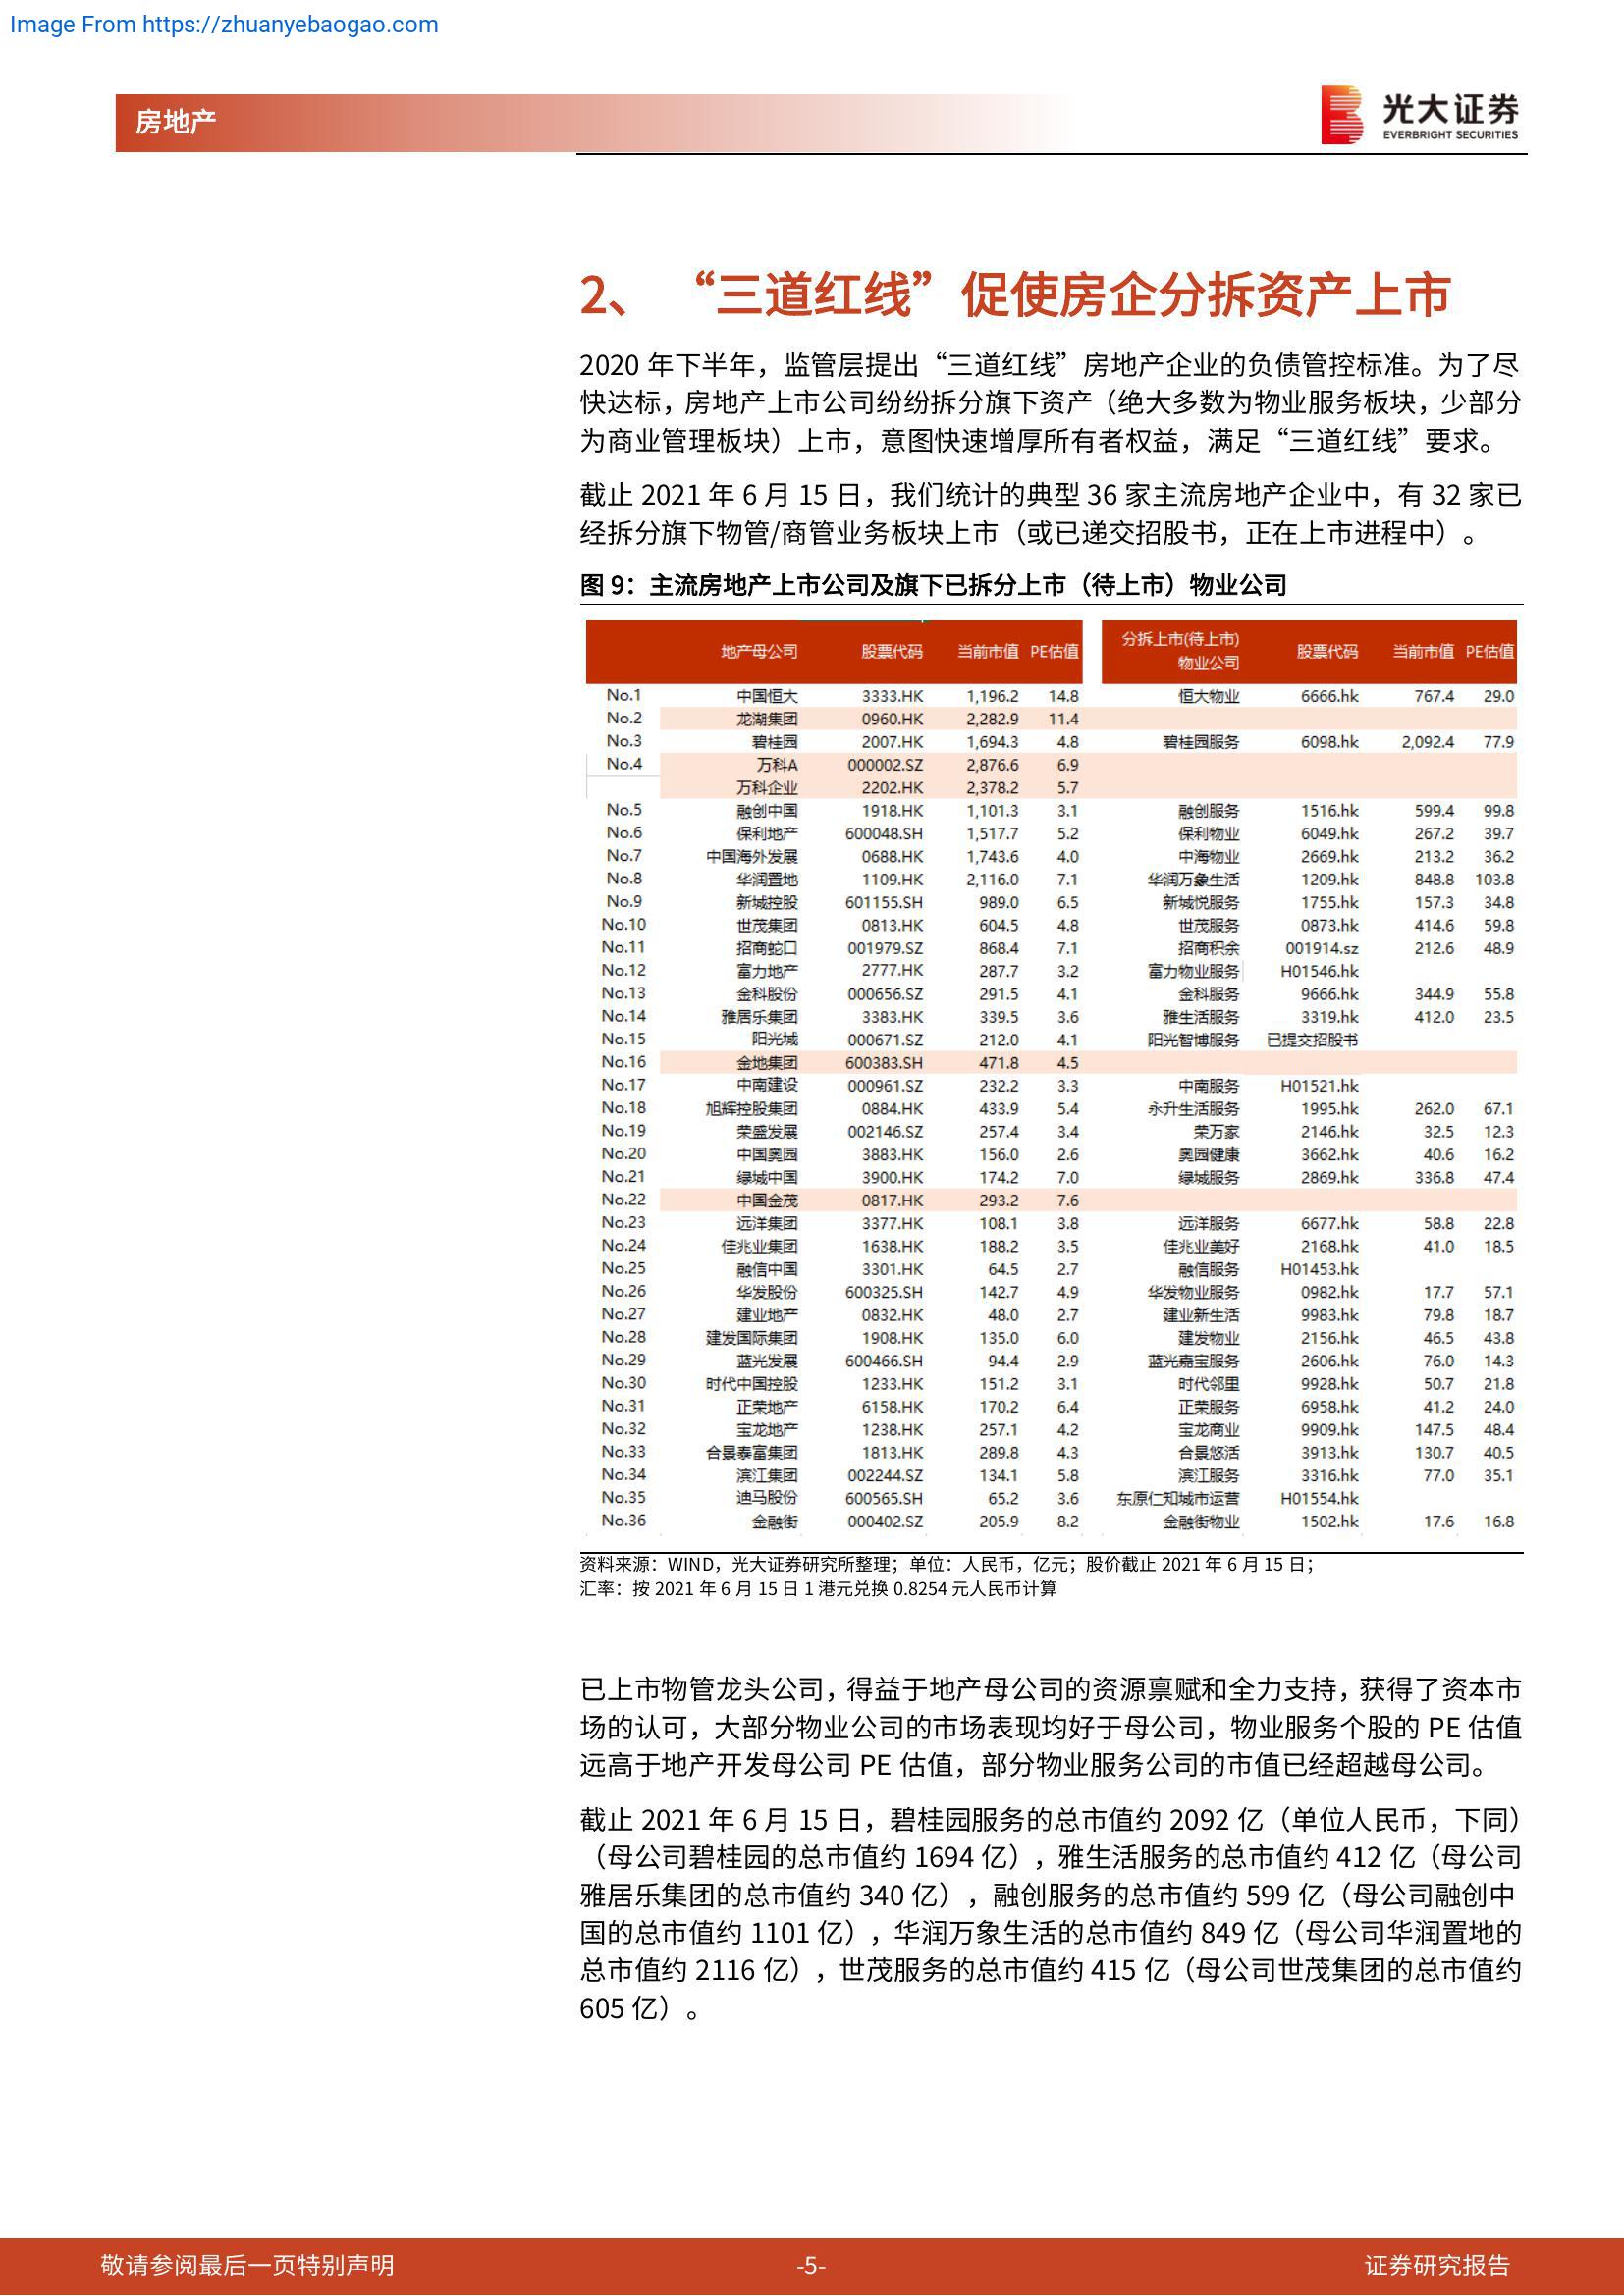 Image From https://zhuanyebaogao.com
房地产
光大证券
EVERBRIGHT SECURITIES
2、 “三道红线”促使房企分拆资产上市
2020 年下半年，监管层提出“三道红线”房地产企业的负债管控标准。为了尽
快达标，房地产上市公司纷纷拆分旗下资产（绝大多数为物业服务板块，少部分
为商业管理板块）上市，意图快速增厚所有者权益，满足“三道红线”要求。
截止 2021 年 6 月 15 日，我们统计的典型 36 家主流房地产企业中，有 32 家已
经拆分旗下物管/商管业务板块上市（或已递交招股书，正在上市进程中）。
图 9：主流房地产上市公司及旗下已拆分上市（待上市）物业公司
地产母公司 股票代码 当前市值 PE估值 分拆上市(待上市) 股票代码 当前市值 PE估值
物业公司
No.1 中国恒大 3333.HK 1,196.2 14.8 恒大物业 6666.hk 767.4 29.0
No.2 龙湖集团 0960.HK 2,282.9 11.4
No.3 碧桂园 2007.HK 1,694.3 4.8 碧桂园服务 6098.hk 2,092.4 77.9
No.4 万科A 000002.SZ 2,876.6 6.9
万科企业 2202.HK 2,378.2 5.7
No.5 融创中国 1918.HK 1,101.3 3.1 融创服务 1516.hk 599.4 99.8
No.6 保利地产 600048.SH 1,517.7 5.2 保利物业 6049.hk 267.2 39.7
No.7 中国海外发展 0688.HK 1,743.6 4.0 中海物业 2669.hk 213.2 36.2
No.8 华润置地 1109.HK 2,116.0 7.1 华润万象生活 1209.hk 848.8 103.8
No.9 新城控股 601155.SH 989.0 6.5 新城悦服务 1755.hk 157.3 34.8
No.10 世茂集团 0813.HK 604.5 4.8 世茂服务 0873.hk 414.6 59.8
No.11 招商蛇口 001979.SZ 868.4 7.1 招商积余 001914.sz 212.6 48.9
No.12 富力地产 2777.HK 287.7 3.2 富力物业服务 H01546.hk
No.13 金科股份 000656.SZ 291.5 4.1 金科服务 9666.hk 344.9 55.8
No.14 雅居乐集团 3383.HK 339.5 3.6 雅生活服务 3319.hk 412.0 23.5
No.15 阳光城 000671.SZ 212.0 4.1 阳光智博服务 已提交招股书
No.16 金地集团 600383.SH 471.8 4.5
No.17 中南建设 000961.SZ 232.2 3.3 中南服务 H01521.hk
No.18 旭辉控股集团 0884.HK 433.9 5.4 永升生活服务 1995.hk 262.0 67.1
No.19 荣盛发展 002146.SZ 257.4 3.4 荣万家 2146.hk 32.5 12.3
No.20 中国奥园 3883.HK 156.0 2.6 奥园健康 3662.hk 40.6 16.2
No.21 绿城中国 3900.HK 174.2 7.0 绿城服务 2869.hk 336.8 47.4
No.22 中国金茂 0817.HK 293.2 7.6
No.23 远洋集团 3377.HK 108.1 3.8 远洋服务 6677.hk 58.8 22.8
No.24 佳兆业集团 1638.HK 188.2 3.5 佳兆业美好 2168.hk 41.0 18.5
No.25 融信中国 3301.HK 64.5 2.7 融信服务 H01453.hk
No.26 华发股份 600325.SH 142.7 4.9 华发物业服务 0982.hk 17.7 57.1
No.27 建业地产 0832.HK 48.0 2.7 建业新生活 9983.hk 79.8 18.7
No.28 建发国际集团 1908.HK 135.0 6.0 建发物业 2156.hk 46.5 43.8
No.29 蓝光发展 600466.SH 94.4 2.9 蓝光嘉宝服务 2606.hk 76.0 14.3
No.30 时代中国控股 1233.HK 151.2 3.1 时代邻里 9928.hk 50.7 21.8
No.31 正荣地产 6158.HK 170.2 6.4 正荣服务 6958.hk 41.2 24.0
No.32 宝龙地产 1238.HK 257.1 4.2 宝龙商业 9909.hk 147.5 48.4
No.33 合景泰富集团 1813.HK 289.8 4.3 合景悠活 3913.hk 130.7 40.5
No.34 滨江集团 002244.SZ 134.1 5.8 滨江服务 3316.hk 77.0 35.1
No.35 迪马股份 600565.SH 65.2 3.6 东原仁知城市运营 H01554.hk
No.36 金融街 000402.SZ 205.9 8.2 金融街物业 1502.hk 17.6 16.8
资料来源：WIND，光大证券研究所整理；单位：人民币，亿元；股价截止 2021 年 6 月 15 日；
汇率：按 2021 年 6 月 15 日 1 港元兑换 0.8254 元人民币计算
已上市物管龙头公司，得益于地产母公司的资源禀赋和全力支持，获得了资本市
场的认可，大部分物业公司的市场表现均好于母公司，物业服务个股的 PE 估值
远高于地产开发母公司 PE 估值，部分物业服务公司的市值已经超越母公司。
截止 2021 年 6 月 15 日，碧桂园服务的总市值约 2092 亿（单位人民币，下同）
（母公司碧桂园的总市值约 1694 亿），雅生活服务的总市值约 412 亿（母公司
雅居乐集团的总市值约 340 亿），融创服务的总市值约 599 亿（母公司融创中
国的总市值约 1101 亿），华润万象生活的总市值约 849 亿（母公司华润置地的
总市值约 2116 亿），世茂服务的总市值约 415 亿（母公司世茂集团的总市值约
605 亿）。
敬请参阅最后一页特别声明 -5- 证券研究报告